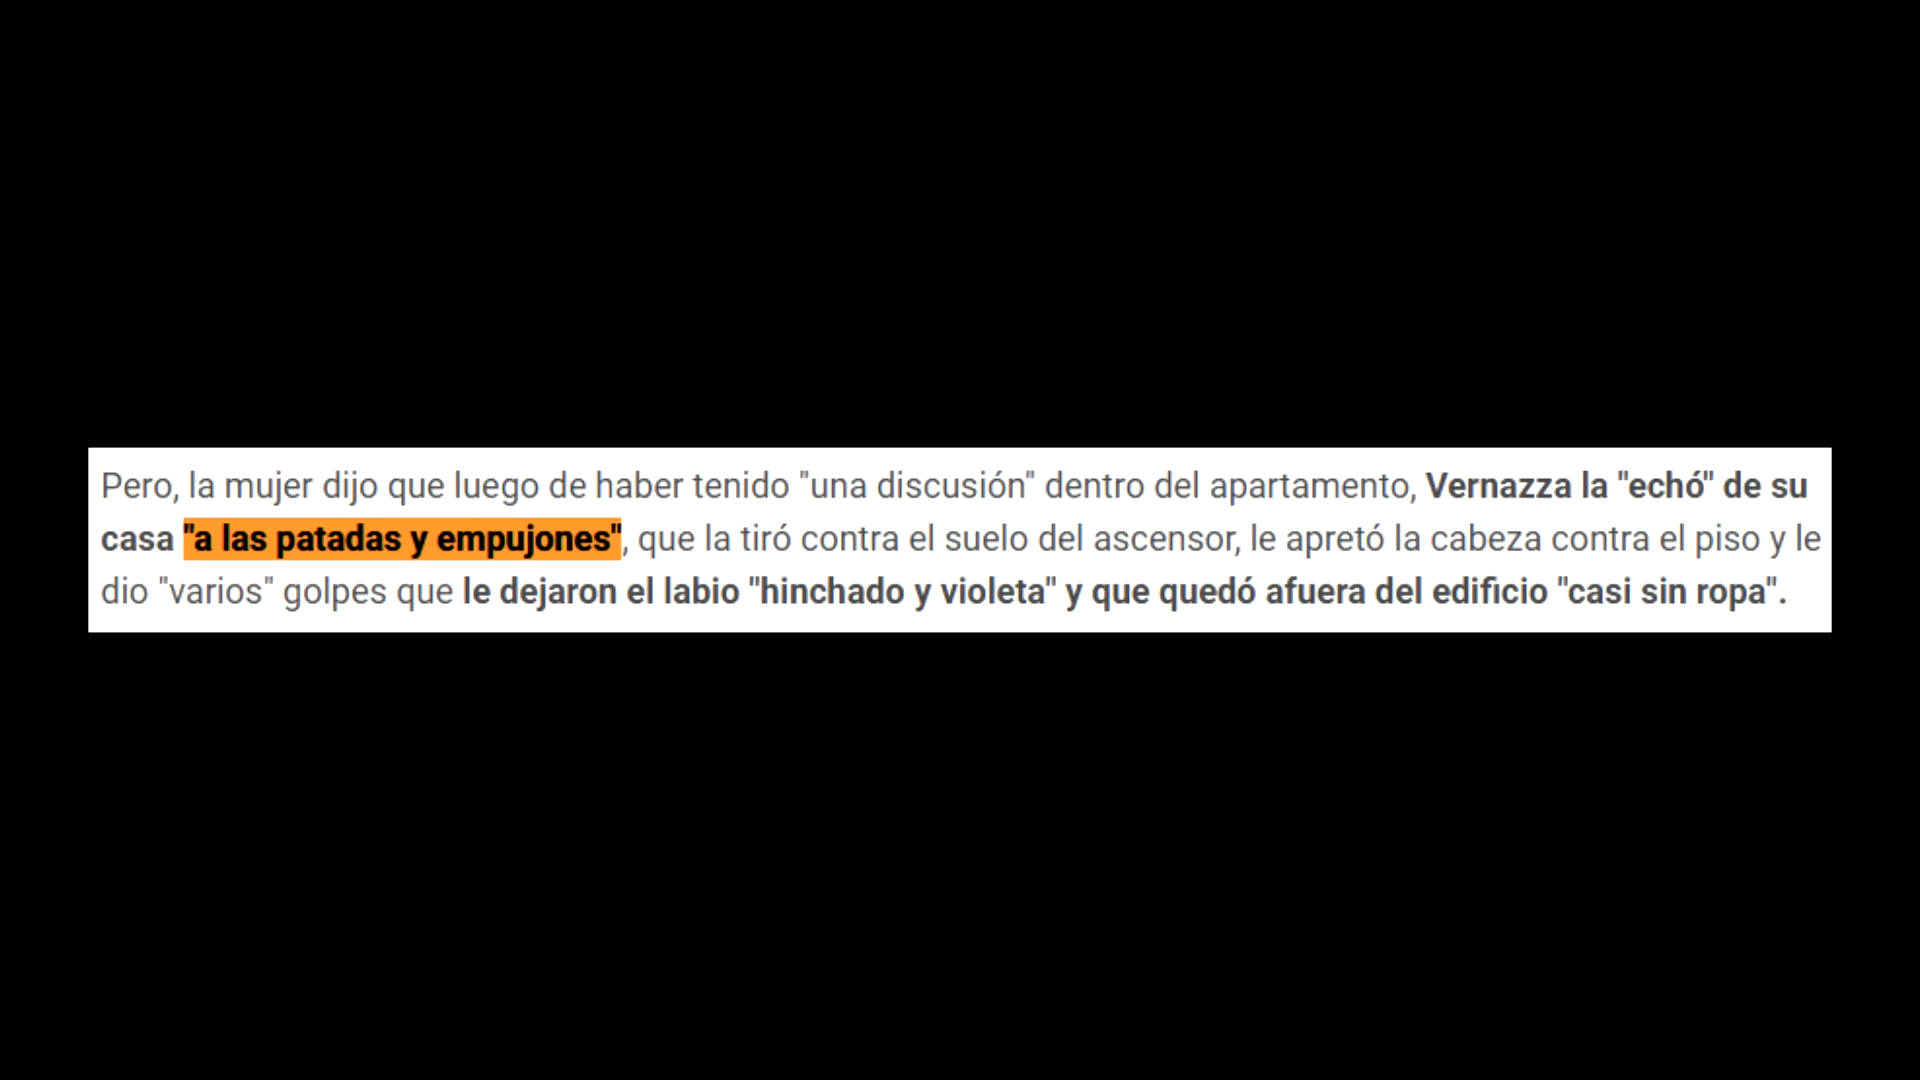 Pero, la mujer dijo que luego de haber tenido "una discusión" dentro del apartamento, Vernazza la "echó" de su
casa "a las patadas y empujones", que la tiró contra el suelo del ascensor, le apretó la cabeza contra el piso y le
dio "varios" golpes que le dejaron el labio "hinchado y violeta" y que quedó afuera del edificio "casi sin ropa".